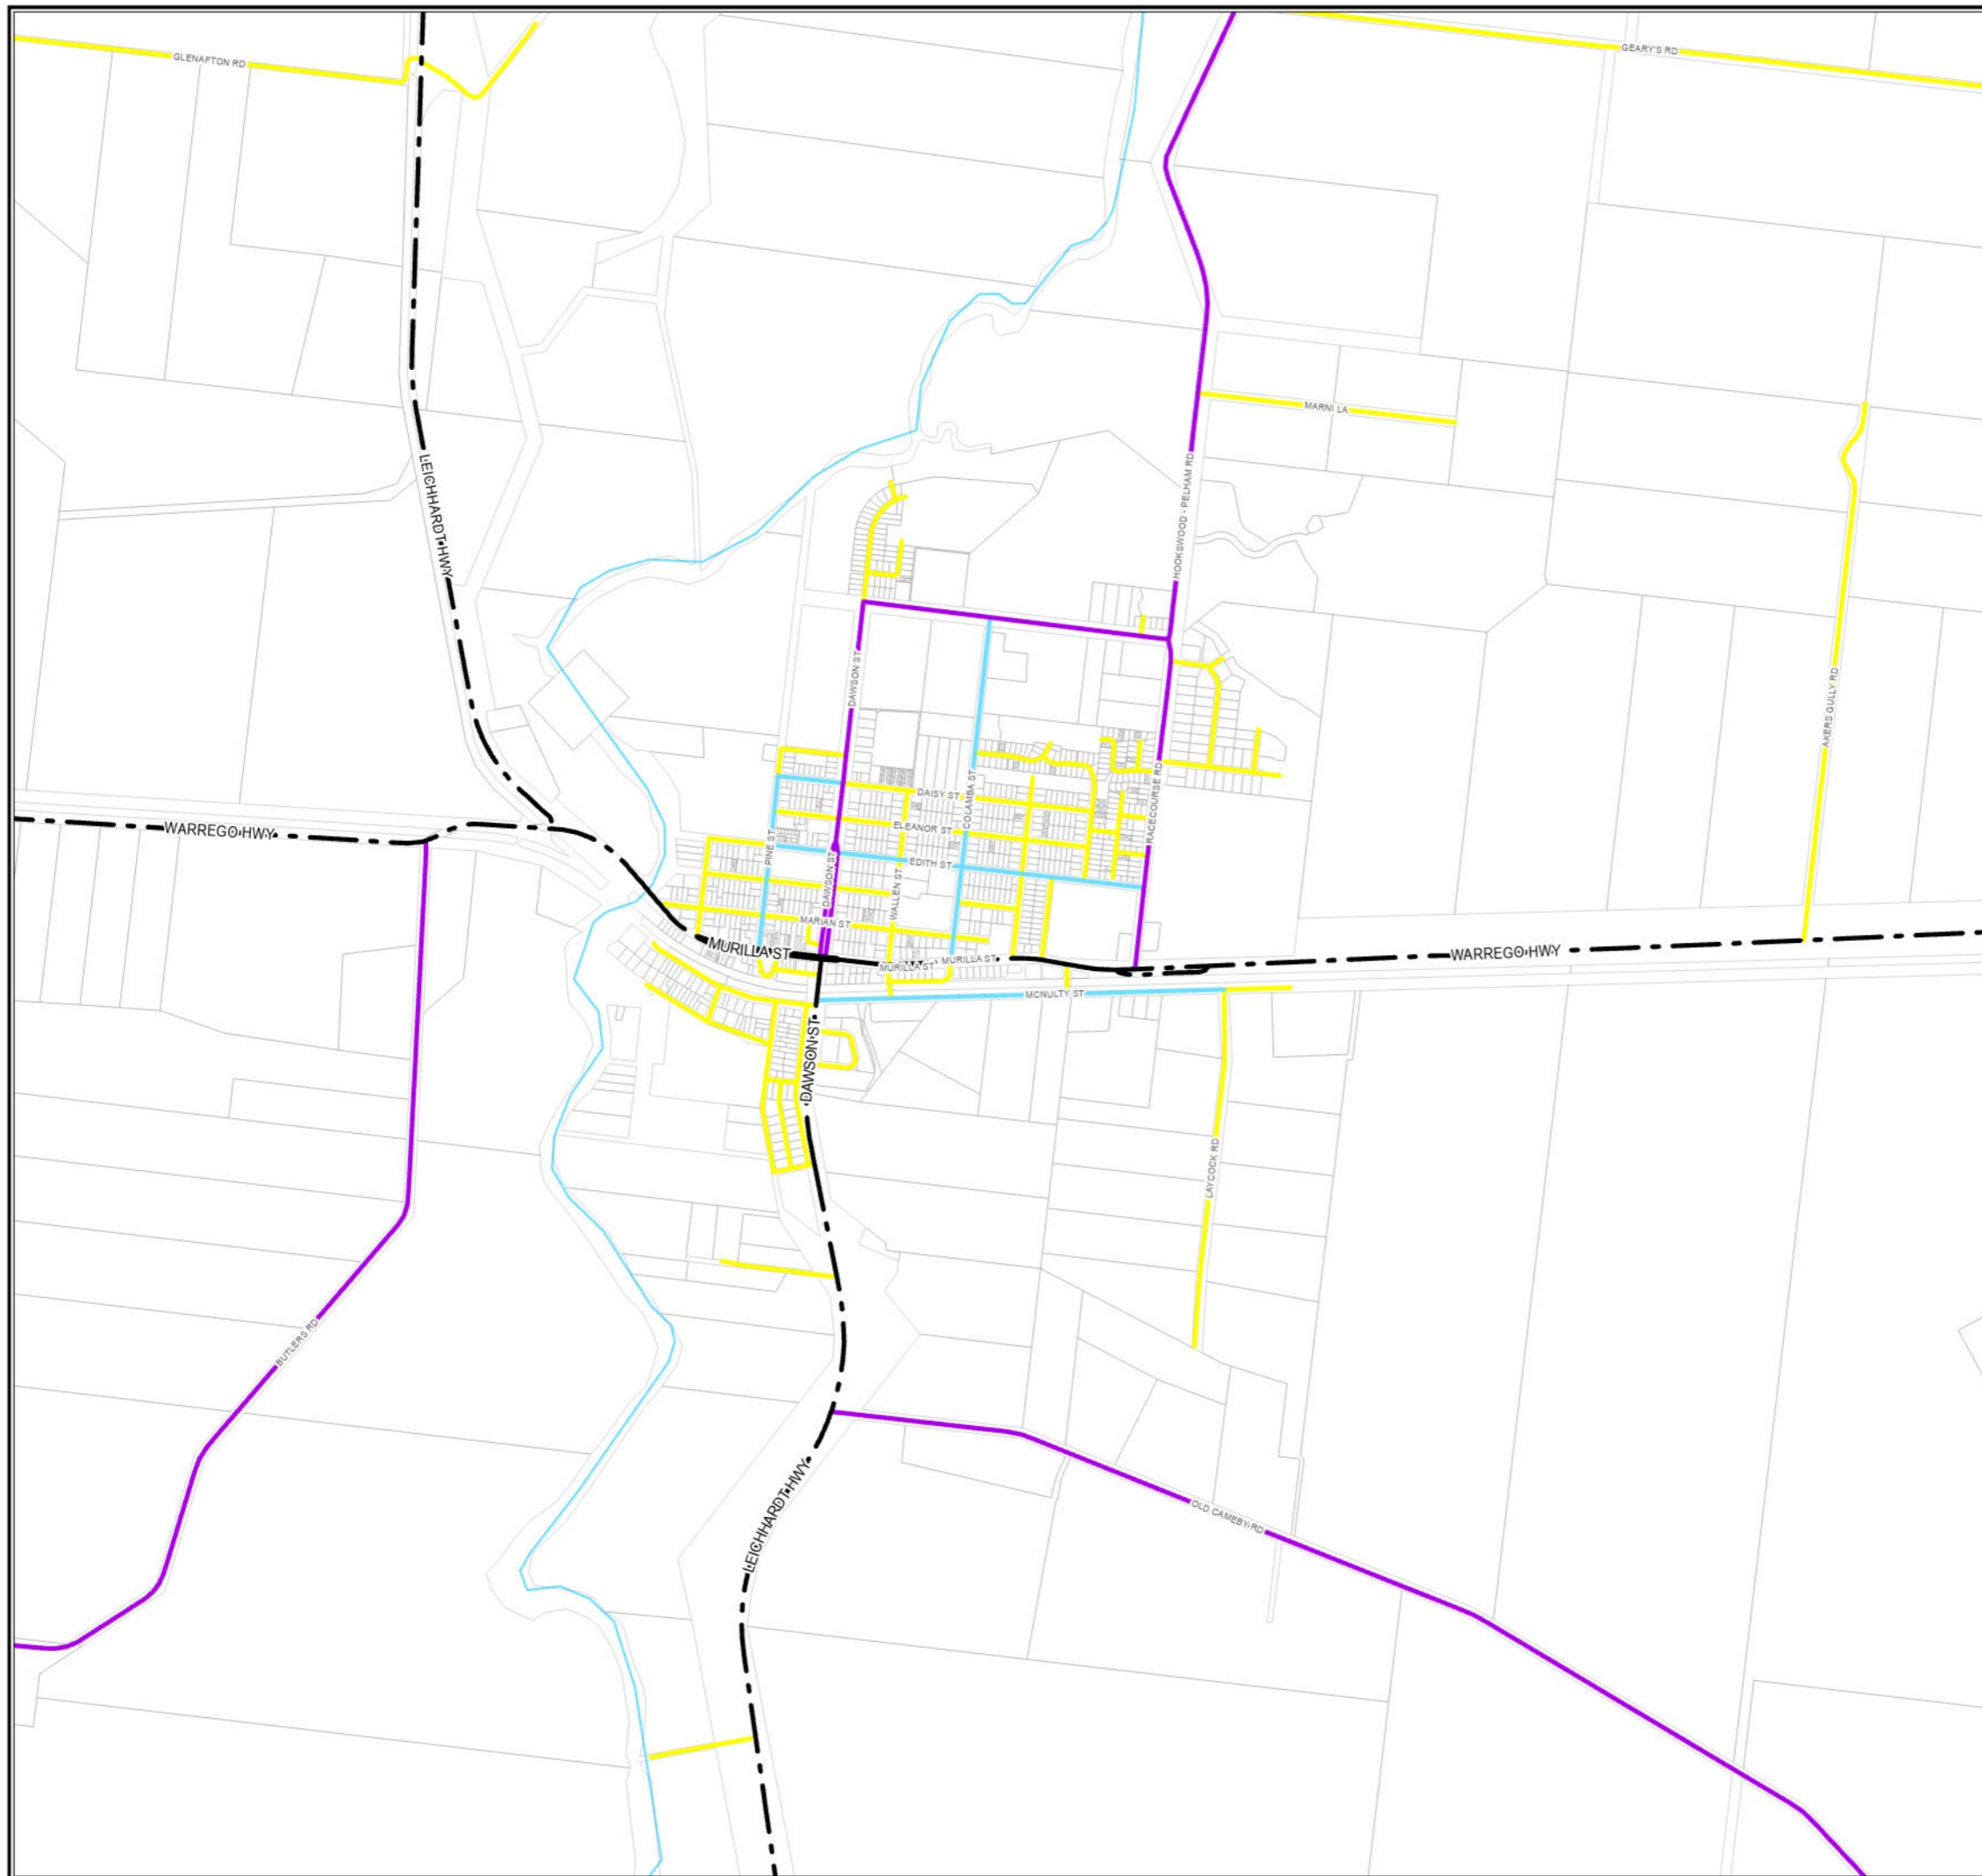 GEARY'S RD
GLENAFTON RD
MARNI LA
LEICHHARDT HWY
HOOKSWOOD - PELHAM RD
DAWSON ST
AKERS GULLY RD
DAISY ST
COLAMBA ST
RACECOURSE RD
WARREGO HWY
ELEANOR ST
PINE ST
EDITH ST
DAWSON ST
WALLEN ST
MARIAN ST
MURILLA ST
MURILLA ST
MURILLA ST
WARREGO HWY
MCNULTY ST
DAWSON ST
LAYCOCK RD
BUTLERS RD
OLD CAMEBY RD
LEICHHARDT HWY